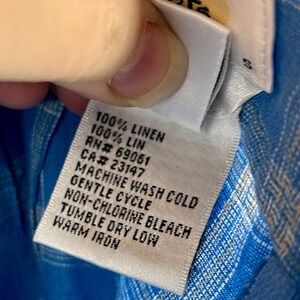 S
100% LINEN
100% LIN
RN# 69061
CA# 23147
MACHINE WASH COLD
GENTLE CYCLE
NON-CHLORINE BLEACH
TUMBLE DRY LOW
WARM IRON